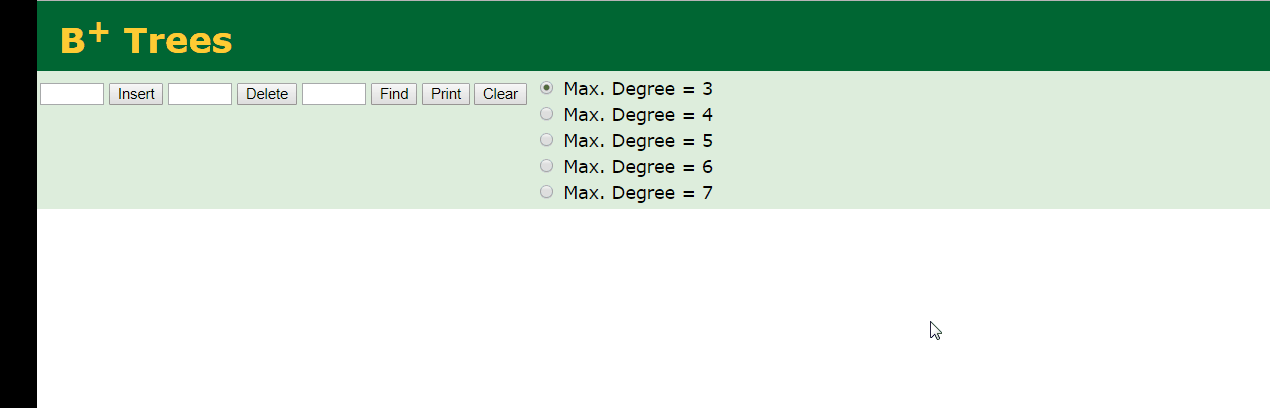 B+ Trees
Insert Delete Find Print Clear
Max. Degree = 3
Max. Degree = 4
Max. Degree = 5
Max. Degree = 6
Max. Degree = 7